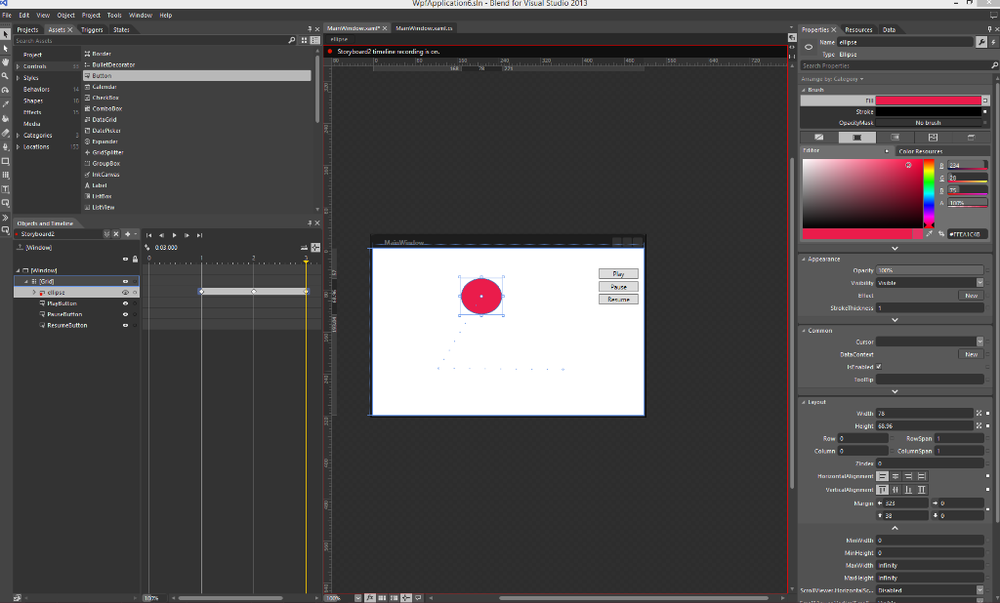 WpfApplication6.sln - Blend for Visual Studio 2013
File Edit View Object Project Tools Window Help
Projects Assets Triggers States
Search Assets
Project
Controls
Styles
Behaviors 14
Shapes
Effects 15
Media
Categories 3
Locations 153
Border
BulletDecorator
Button
Calendar
CheckBox
ComboBox
DataGrid
DatePicker
Expander
GridSplitter
GroupBox
InkCanvas
Label
ListBox
ListView
Objects and Timeline
Storyboard2
[Window]
0:03.000
0 1 2 3
[Window]
[Grid]
ellipse
PlayButton
PauseButton
ResumeButton
100%
MainWindow.xaml* MainWindow.xaml.cs
ellipse
Storyboard2 timeline recording is on.
MainWindow
Play
Pause
Resume
100%
Properties Resources Data
Name ellipse
Type Ellipse
Search Properties
Arrange by: Category
Brush
Fill
Stroke
OpacityMask No brush
Editor Color Resources
R 234
G 28
B 75
A 100%
#FFEA1C4B
Appearance
Opacity 100%
Visibility Visible
Effect New
StrokeThickness 1
Common
Cursor
DataContext New
IsEnabled
ToolTip
Layout
Width 78
Height 68.96
Row 0 RowSpan 1
Column 0 ColumnSpan 1
ZIndex 0
HorizontalAlignment
VerticalAlignment
Margin 323 0
38 0
MinWidth 0
MinHeight 0
MaxWidth Infinity
MaxHeight Infinity
ScrollViewer.HorizontalSc... Disabled